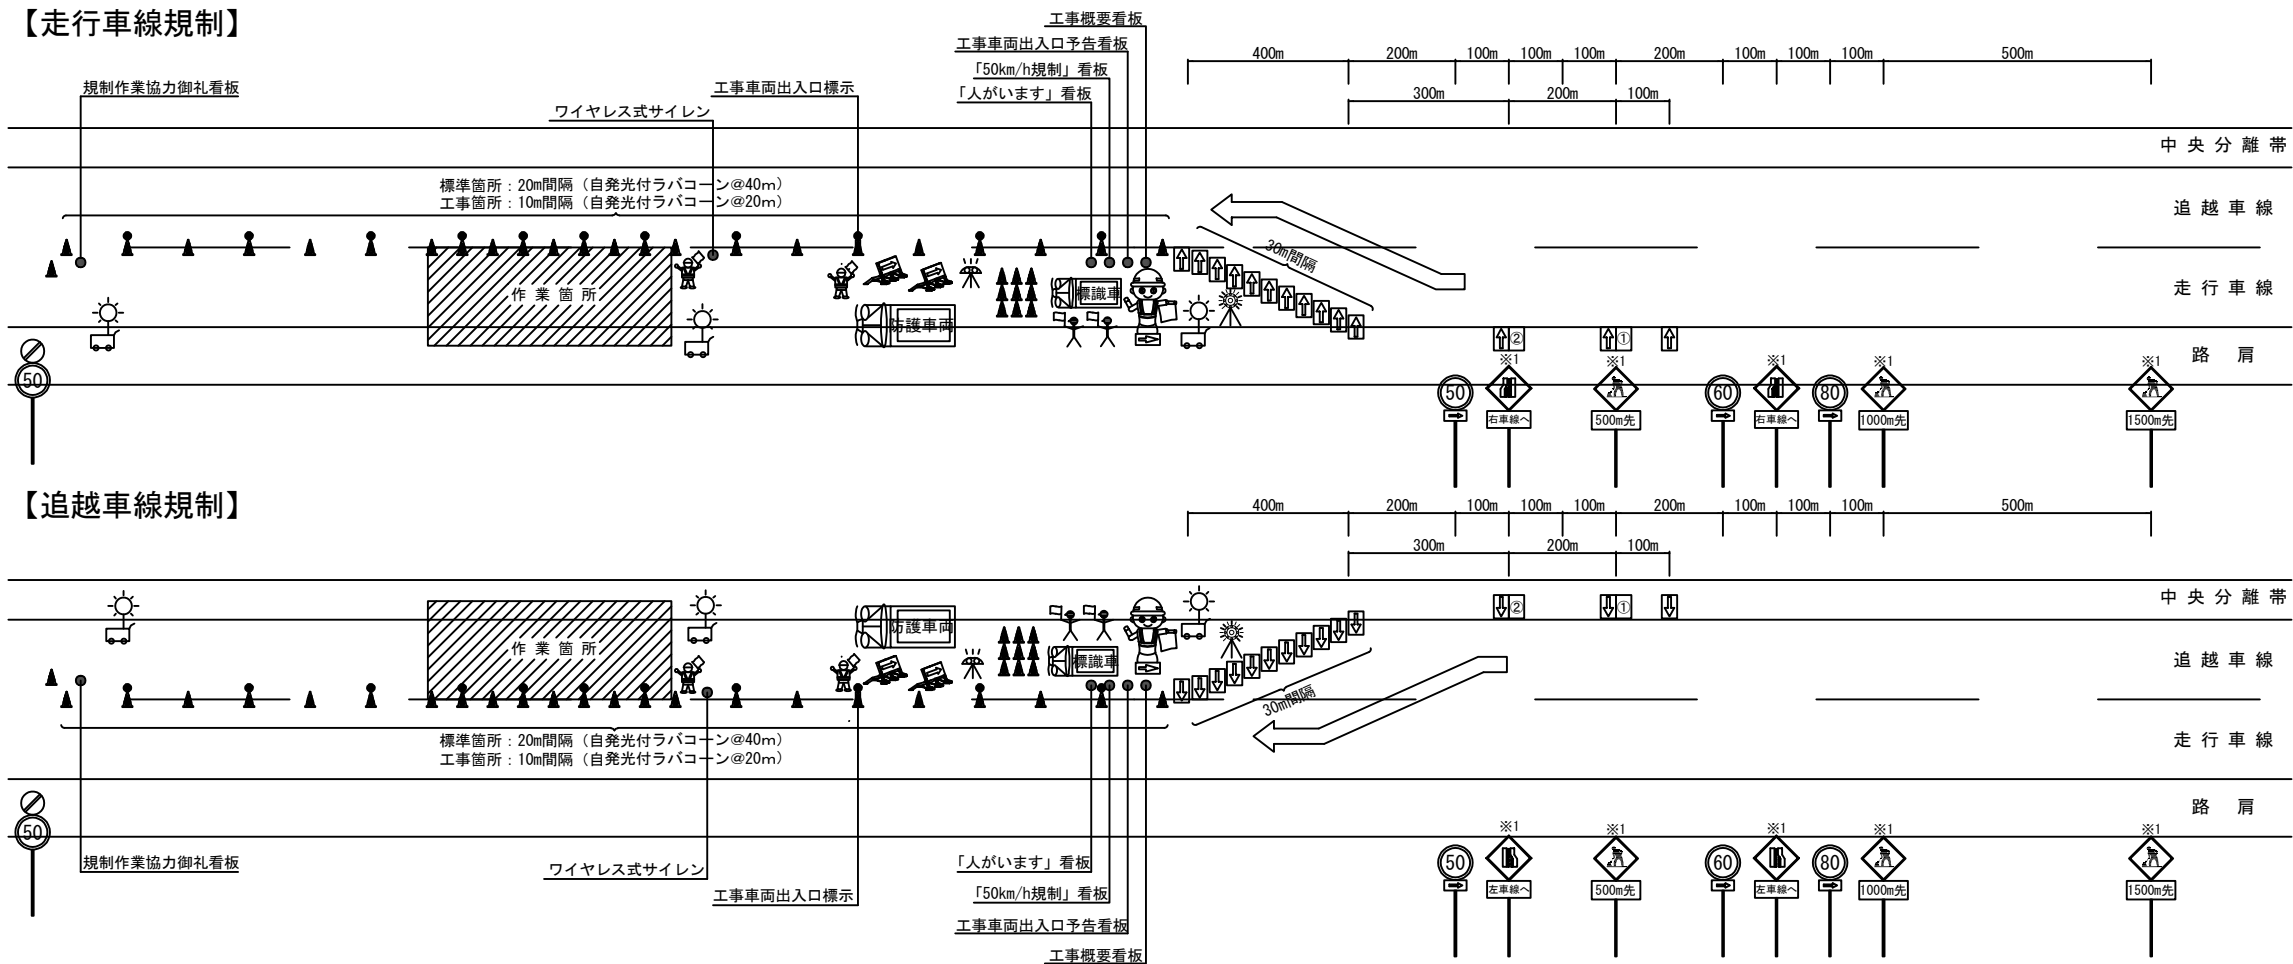 【走行車線規制】
工事概要看板
工事車両出入口予告看板
「50km/h規制」看板
「人がいます」看板
規制作業協力御礼看板
工事車両出入口標示
ワイヤレス式サイレン
400m 200m 100m 100m 100m 200m 100m 100m 100m 500m
300m 200m 100m
中央分離帯
標準箇所：20m間隔（自発光付ラバコーン@40m）
工事箇所：10m間隔（自発光付ラバコーン@20m）
追越車線
30m間隔
作業箇所
標識車
走行車線
防護車両
② ①
路肩
※1 ※1 ※1 ※1 ※1
50 50 60 80
右車線へ 500m先 右車線へ 1000m先 1500m先
【追越車線規制】
400m 200m 100m 100m 100m 200m 100m 100m 100m 500m
300m 200m 100m
中央分離帯
② ①
防護車両
作業箇所
標識車
追越車線
30m間隔
標準箇所：20m間隔（自発光付ラバコーン@40m）
工事箇所：10m間隔（自発光付ラバコーン@20m）
走行車線
路肩
※1 ※1 ※1 ※1 ※1
50 50 60 80
左車線へ 500m先 左車線へ 1000m先 1500m先
規制作業協力御礼看板
ワイヤレス式サイレン
工事車両出入口標示
「人がいます」看板
「50km/h規制」看板
工事車両出入口予告看板
工事概要看板